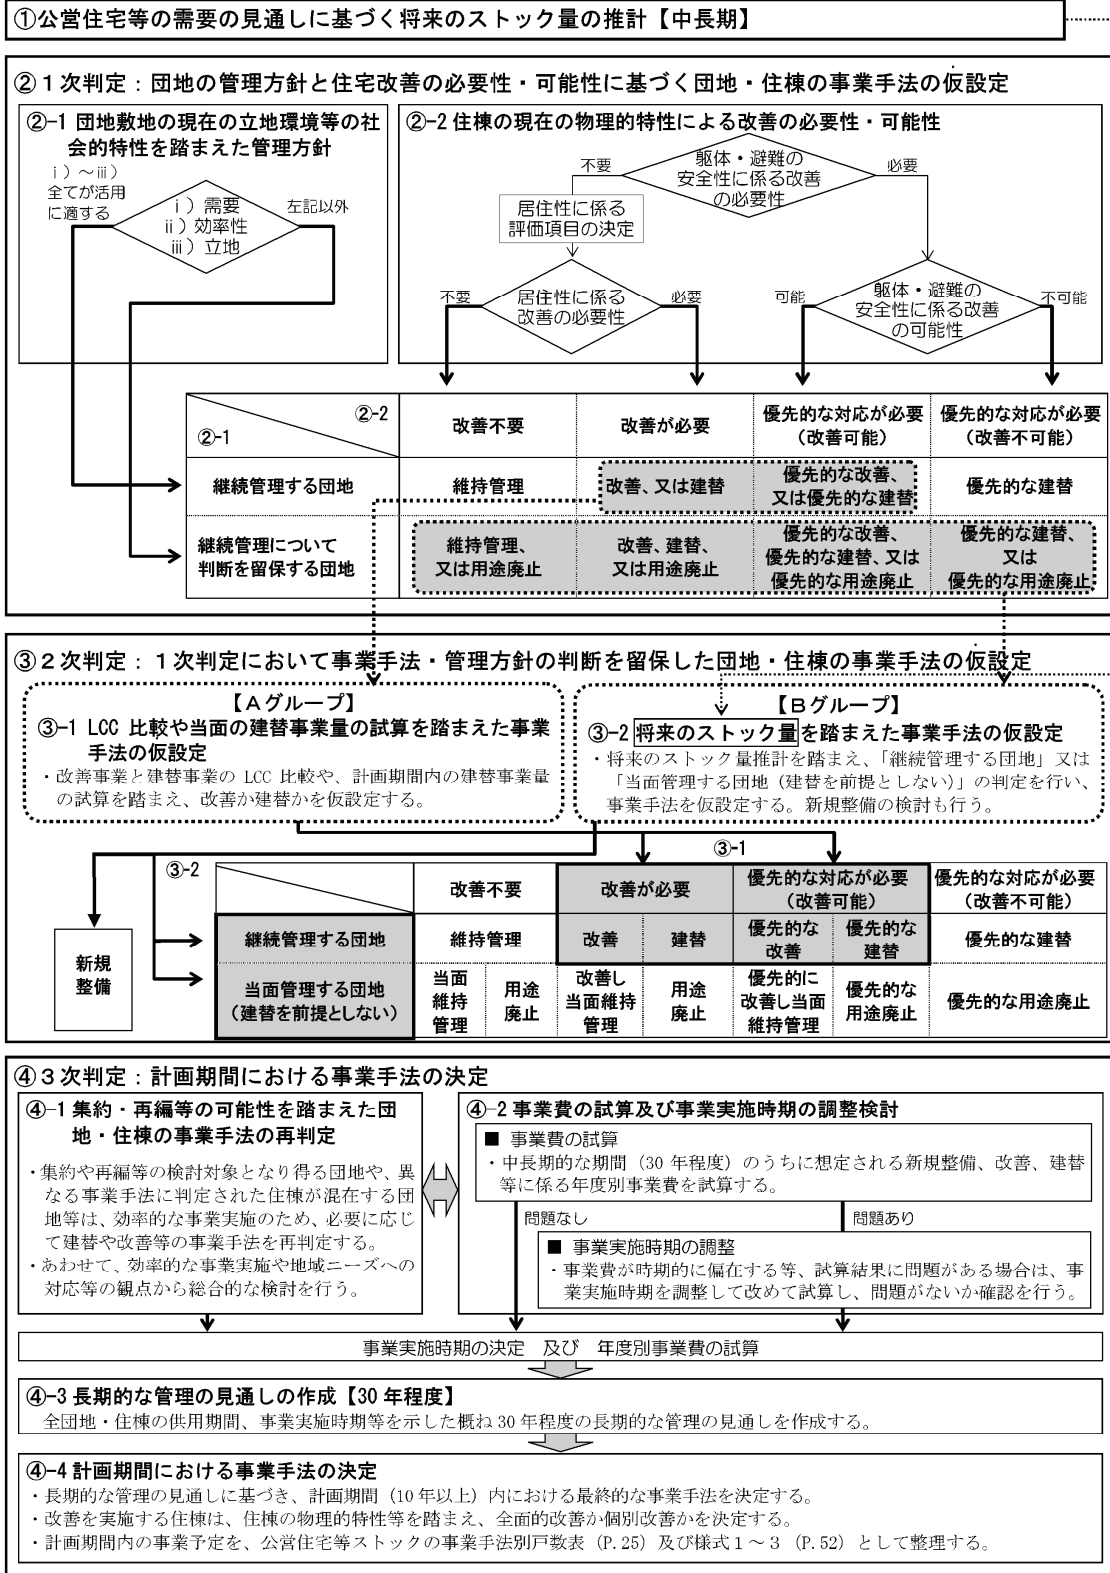 ①公営住宅等の需要の見通しに基づく将来のストック量の推計【中長期】
②１次判定：団地の管理方針と住宅改善の必要性・可能性に基づく団地・住棟の事業手法の仮設定
②-1 団地敷地の現在の立地環境等の社
会的特性を踏まえた管理方針
ⅰ）～ⅲ）
全てが活用
に適する
ⅰ）需要
ⅱ）効率性
ⅲ）立地
左記以外
②-2 住棟の現在の物理的特性による改善の必要性・可能性
不要
躯体・避難の
安全性に係る改善
の必要性
必要
居住性に係る
評価項目の決定
不要
居住性に係る
改善の必要性
必要
可能
躯体・避難の
安全性に係る改善
の可能性
不可能
②-2
②-1
改善不要
改善が必要
優先的な対応が必要
（改善可能）
優先的な対応が必要
（改善不可能）
継続管理する団地
維持管理
改善、又は建替
優先的な改善、
又は優先的な建替
優先的な建替
継続管理について
判断を留保する団地
維持管理、
又は用途廃止
改善、建替、
又は用途廃止
優先的な改善、
優先的な建替、又は
優先的な用途廃止
優先的な建替、
又は
優先的な用途廃止
③２次判定：１次判定において事業手法・管理方針の判断を留保した団地・住棟の事業手法の仮設定
【Ａグループ】
③-1 LCC 比較や当面の建替事業量の試算を踏まえた事業
手法の仮設定
・改善事業と建替事業の LCC 比較や、計画期間内の建替事業量
の試算を踏まえ、改善か建替かを仮設定する。
【Ｂグループ】
③-2 将来のストック量を踏まえた事業手法の仮設定
・将来のストック量推計を踏まえ、「継続管理する団地」又は
「当面管理する団地（建替を前提としない）」の判定を行い、
事業手法を仮設定する。新規整備の検討も行う。
③-2
③-1
新規
整備
改善不要
改善が必要
優先的な対応が必要
（改善可能）
優先的な対応が必要
（改善不可能）
継続管理する団地
維持管理
改善
建替
優先的な
改善
優先的な
建替
優先的な建替
当面管理する団地
（建替を前提としない）
当面
維持
管理
用途
廃止
改善し
当面維持
管理
用途
廃止
優先的に
改善し当面
維持管理
優先的な
用途廃止
優先的な用途廃止
④３次判定：計画期間における事業手法の決定
④-1 集約・再編等の可能性を踏まえた団
地・住棟の事業手法の再判定
・集約や再編等の検討対象となり得る団地や、異
なる事業手法に判定された住棟が混在する団
地等は、効率的な事業実施のため、必要に応じ
て建替や改善等の事業手法を再判定する。
・あわせて、効率的な事業実施や地域ニーズへの
対応等の観点から総合的な検討を行う。
④-2 事業費の試算及び事業実施時期の調整検討
■ 事業費の試算
・中長期的な期間（30 年程度）のうちに想定される新規整備、改善、建替
等に係る年度別事業費を試算する。
問題なし
問題あり
■ 事業実施時期の調整
・事業費が時期的に偏在する等、試算結果に問題がある場合は、事
業実施時期を調整して改めて試算し、問題がないか確認を行う。
事業実施時期の決定　及び　年度別事業費の試算
④-3 長期的な管理の見通しの作成【30 年程度】
全団地・住棟の供用期間、事業実施時期等を示した概ね 30 年程度の長期的な管理の見通しを作成する。
④-4 計画期間における事業手法の決定
・長期的な管理の見通しに基づき、計画期間（10 年以上）内における最終的な事業手法を決定する。
・改善を実施する住棟は、住棟の物理的特性等を踏まえ、全面的改善か個別改善かを決定する。
・計画期間内の事業予定を、公営住宅等ストックの事業手法別戸数表（P.25）及び様式１～３（P.52）として整理する。